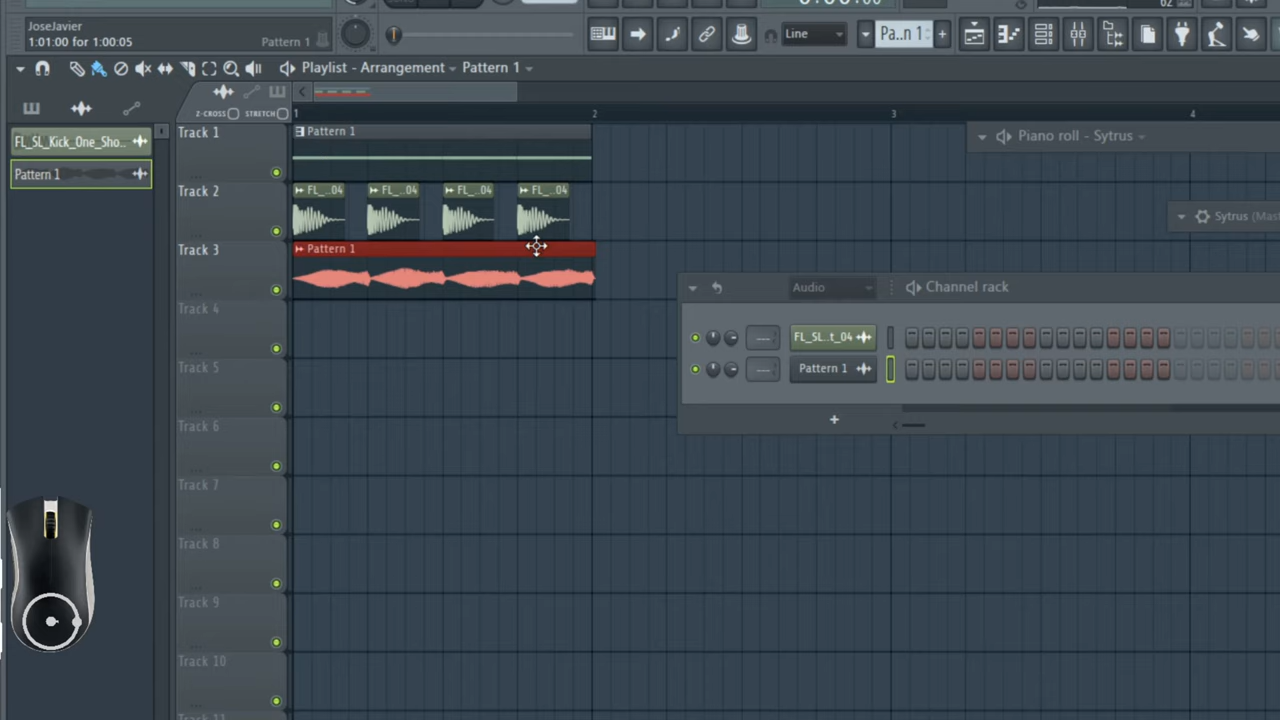 JoseJavier
62
1:01:00 for 1:00:05
Pattern 1
Line
Pa..n 1
Playlist - Arrangement
Pattern 1
Z-CROSS
STRETCH
1
2
3
4
FL_SL_Kick_One_Sho..
Pattern 1
Track 1
Pattern 1
Piano roll - Sytrus
Track 2
FL_...04
FL_...04
FL_...04
FL_...04
Sytrus (Mas
Track 3
Pattern 1
Audio
Channel rack
Track 4
FL_SL...t_04
Pattern 1
Track 5
Track 6
Track 7
Track 8
Track 9
Track 10